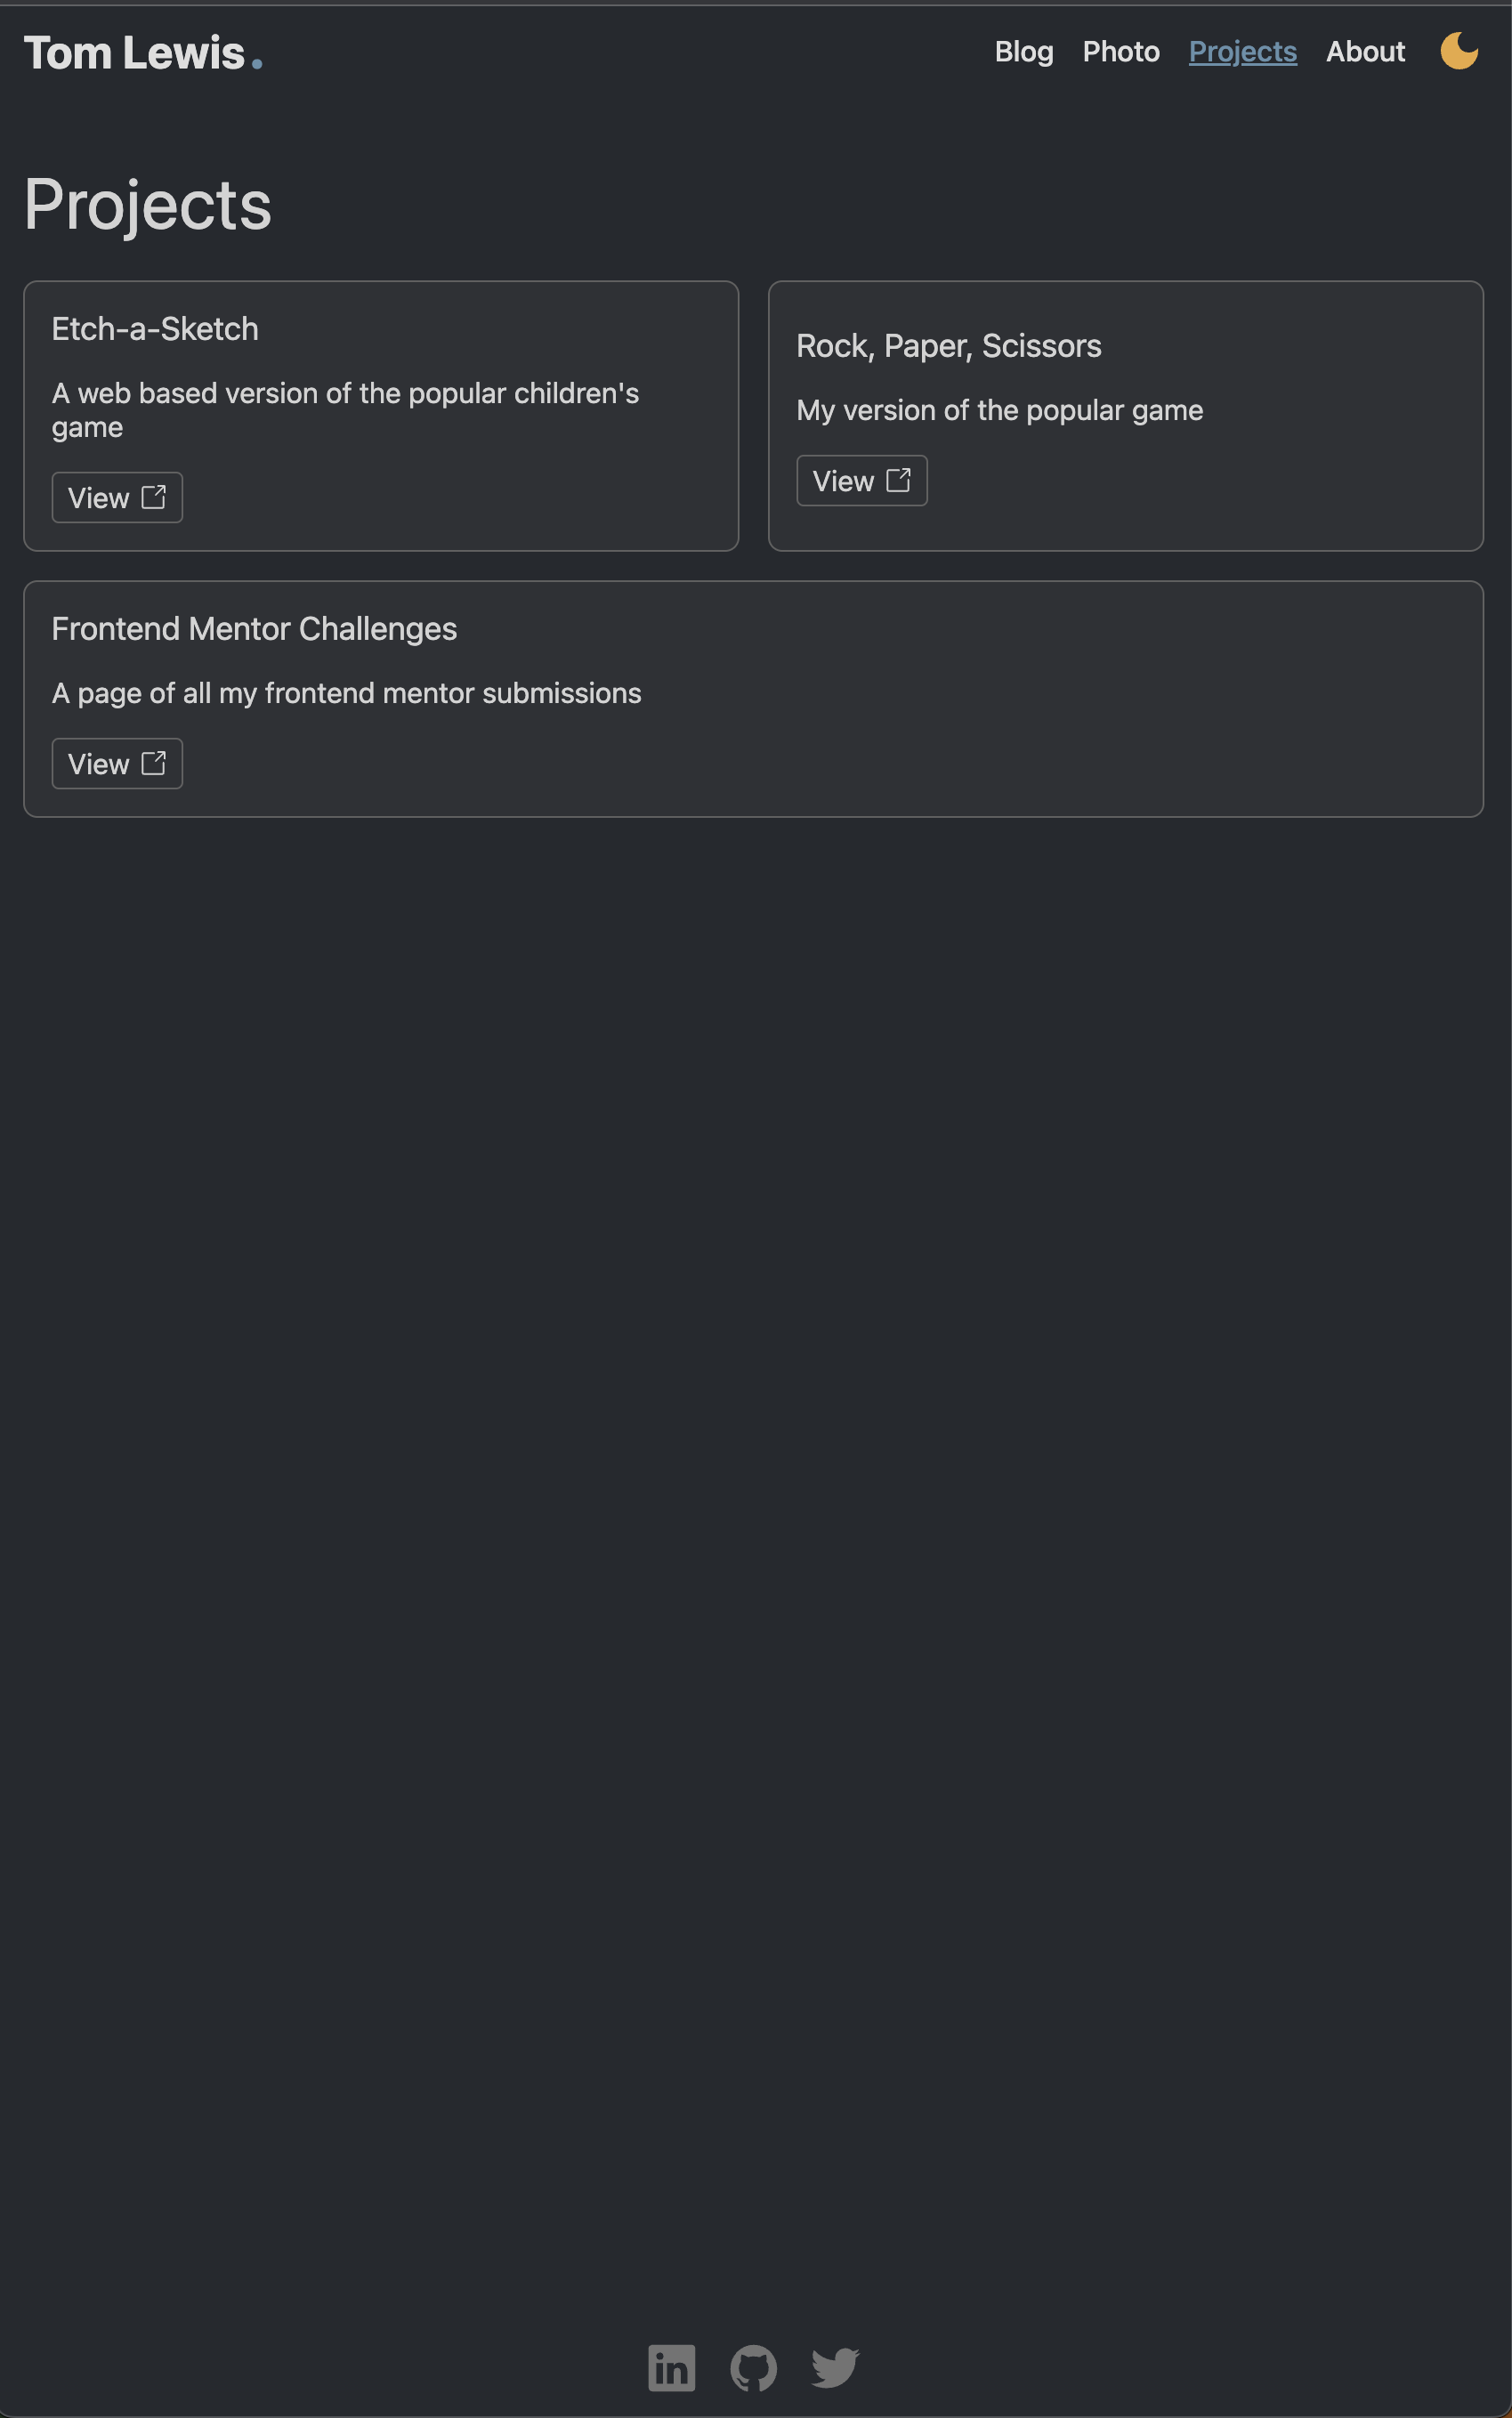 Tom Lewis.
Blog Photo Projects About
Projects
Etch-a-Sketch
A web based version of the popular children's
game
View
Rock, Paper, Scissors
My version of the popular game
View
Frontend Mentor Challenges
A page of all my frontend mentor submissions
View
in